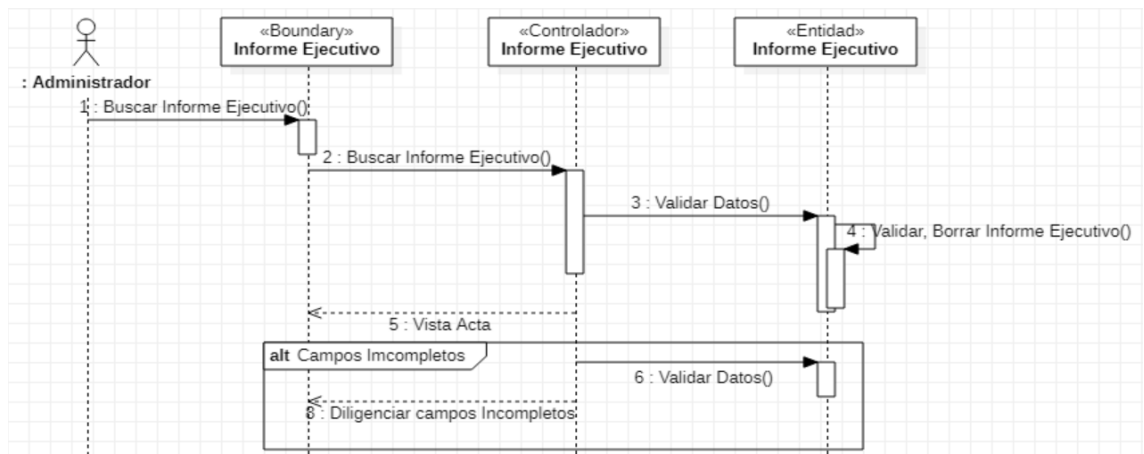 «Boundary»
Informe Ejecutivo
«Controlador»
Informe Ejecutivo
«Entidad»
Informe Ejecutivo
: Administrador
1 : Buscar Informe Ejecutivo()
2 : Buscar Informe Ejecutivo()
3 : Validar Datos()
4 : Validar, Borrar Informe Ejecutivo()
5 : Vista Acta
alt Campos Imcompletos
6 : Validar Datos()
8 : Diligenciar campos Incompletos